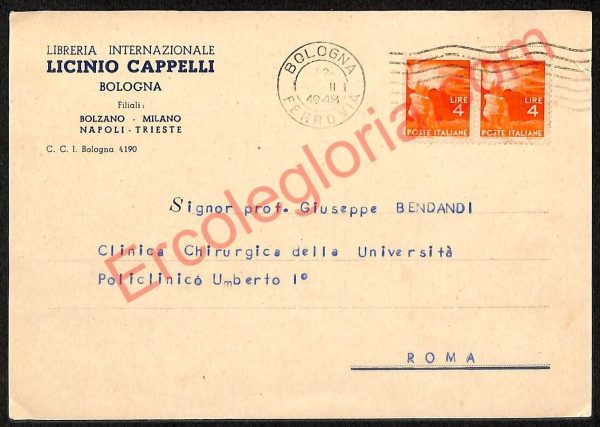 LIBRERIA INTERNAZIONALE
LICINIO CAPPELLI
BOLOGNA
Filiali:
BOLZANO - MILANO
NAPOLI - TRIESTE
C. C. I. Bologna 4190
BOLOGNA
II
1948
FERROVIA
LIRE
4
POSTE ITALIANE
LIRE
4
POSTE ITALIANE
Signor prof. Giuseppe BENDANDI
Clinica Chirurgica della Università
Policlinico Umberto I°
ROMA
Ercolegloria.com